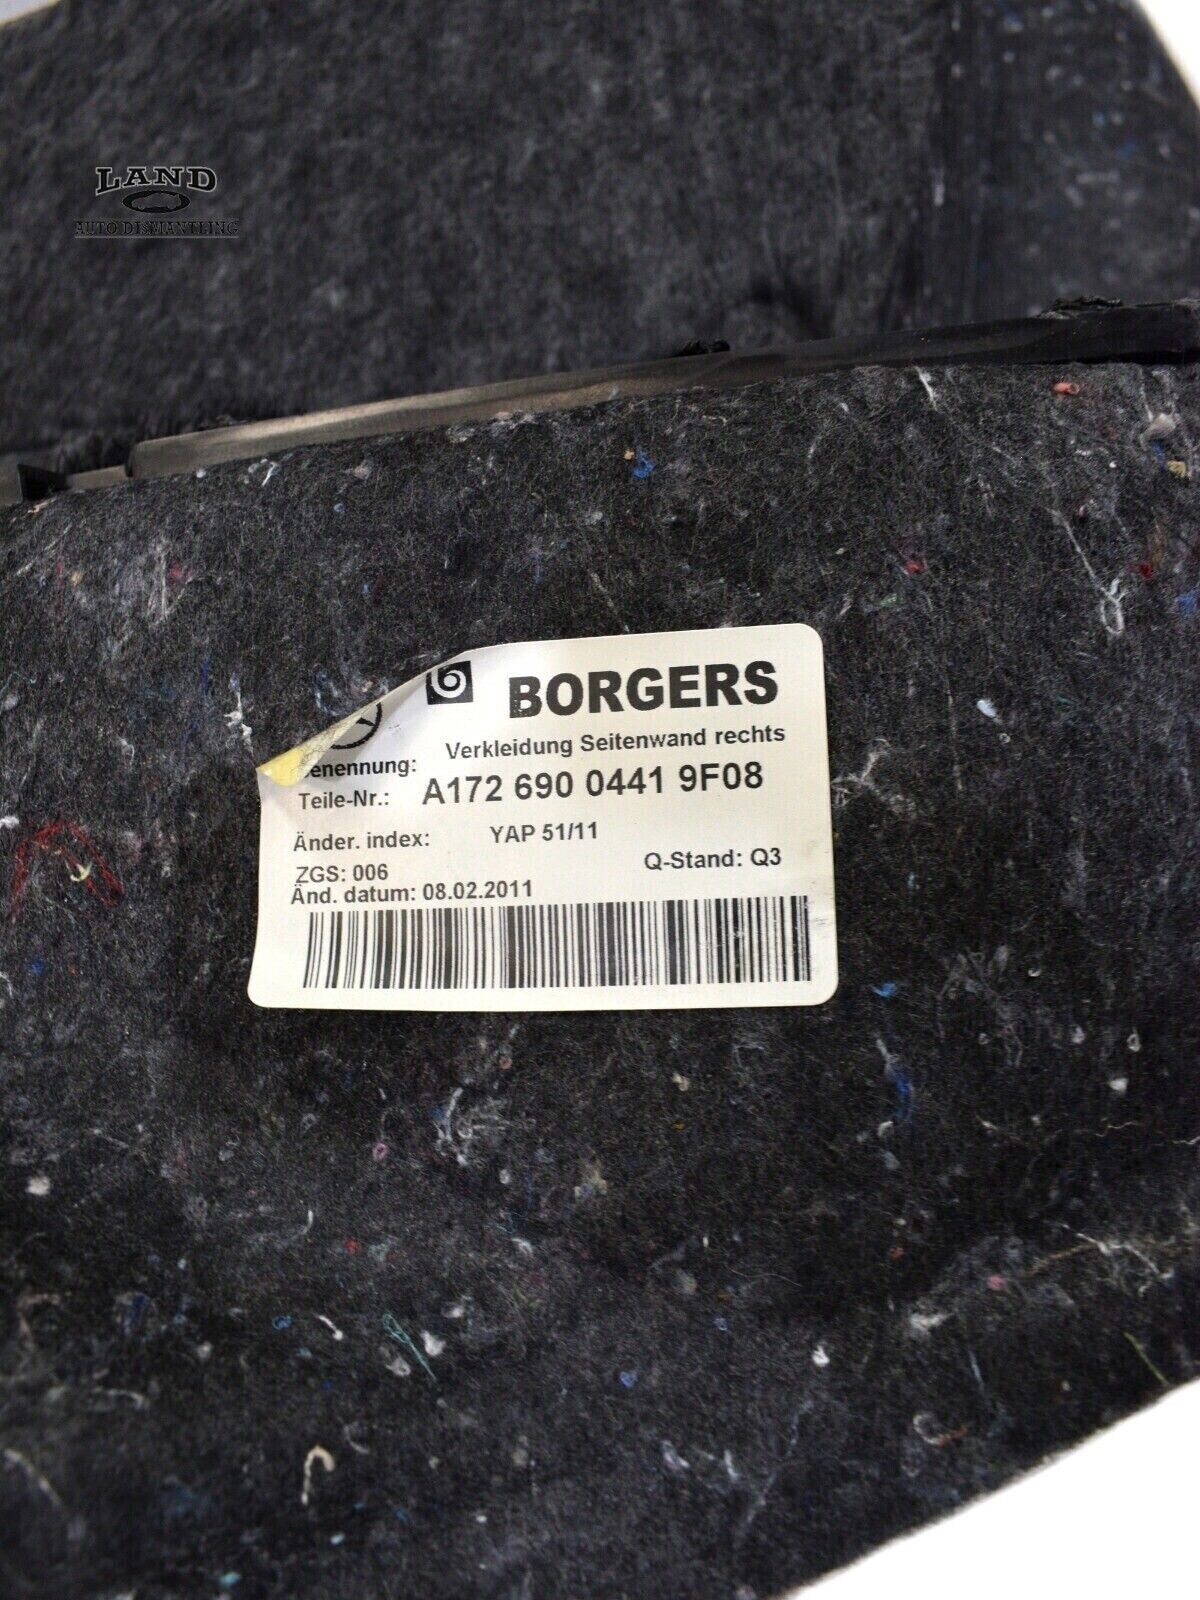 LAND
AUTO DISMANTLING
BORGERS
Verkleidung Seitenwand rechts
enennung:
Teile-Nr.: A172 690 0441 9F08
Änder. index: YAP 51/11
ZGS: 006 Q-Stand: Q3
Änd. datum: 08.02.2011